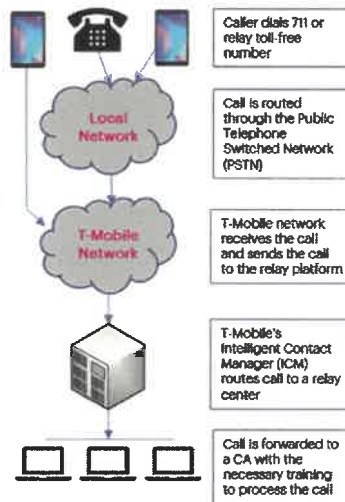 Caller dials 711 or
relay toll-free
number
Local
Network
Call is routed
through the Public
Telephone
Switched Network
(PSTN)
T-Mobile
Network
T-Mobile network
receives the call
and sends the call
to the relay platform
T-Mobile's
Intelligent Contact
Manager (ICM)
routes call to a relay
center
Call is forwarded to
a CA with the
necessary training
to process the call